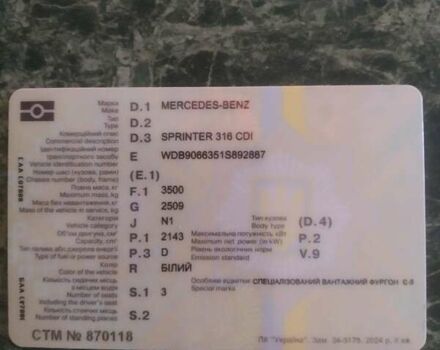 Марка
Make D.1 MERCEDES-BENZ
Тип
Type D.2
Комерційний опис
Commercial description D.3 SPRINTER 316 CDI
Ідентифікаційний номер
транспортного засобу E WDB9066351S892887
Vehicle identification number
Номер шасі (кузова, рами)
Chassis number (body, frame) (E.1)
Повна маса, кг
Maximum mass, kg F.1 3500
Маса без навантаження, кг
Mass of the vehicle in service, kg G 2509
Категорія
Vehicle category J N1 Тип кузова
Body type (D.4)
Об'єм двигуна, см³
Capacity, cm³ P.1 2143 Максимальна потужність, кВт
Maximum net power (in kW) P.2
Тип пального або джерела енергії
Type of fuel or power source P.3 D Рівень екологічних норм
Emission standard V.9
Колір
Color of the vehicle R БІЛИЙ
Кількість сидячих місць
з місцем водія S.1 3 Особливі відмітки СПЕЦІАЛІЗОВАНИЙ ВАНТАЖНИЙ ФУРГОН
Number of seats Special marks
including the driver's seat
Кількість стоячих місць
Number of standing places S.2
СТМ № 870118